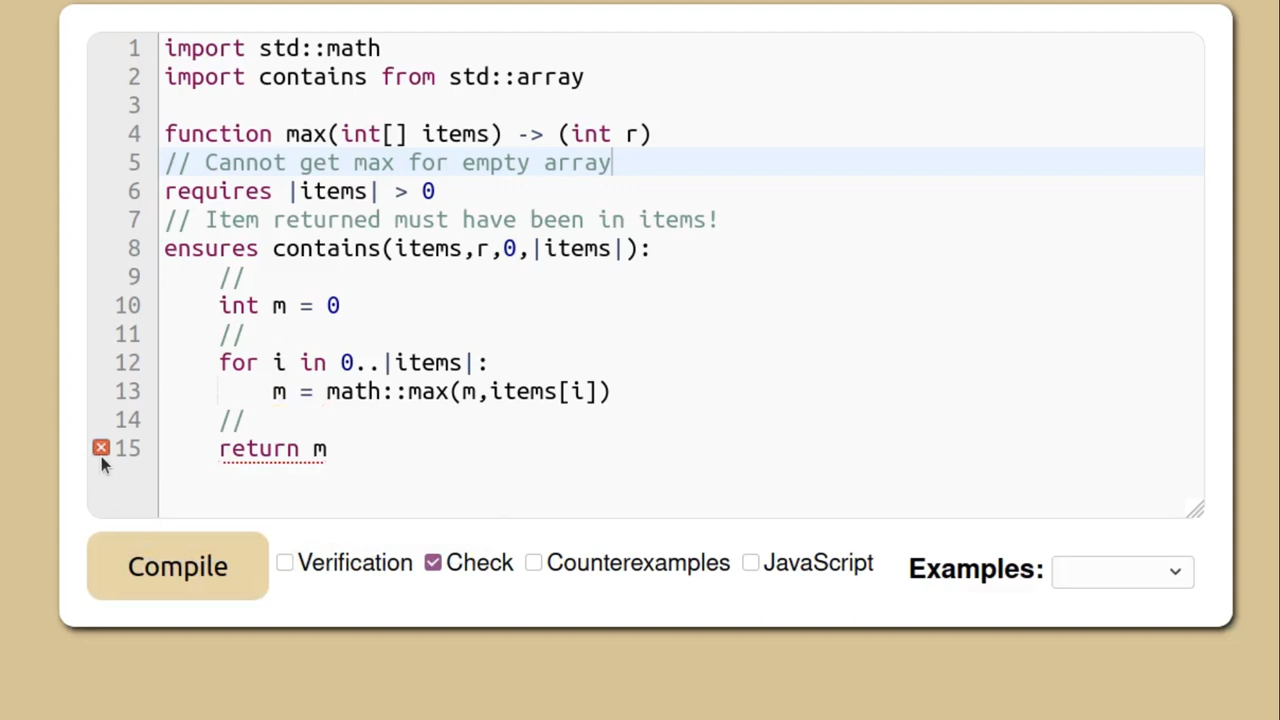 1 import std::math
2 import contains from std::array
3
4 function max(int[] items) -> (int r)
5 // Cannot get max for empty array
6 requires |items| > 0
7 // Item returned must have been in items!
8 ensures contains(items,r,0,|items|):
9 //
10 int m = 0
11 //
12 for i in 0..|items|:
13 m = math::max(m,items[i])
14 //
15 return m
Compile Verification Check Counterexamples JavaScript Examples: